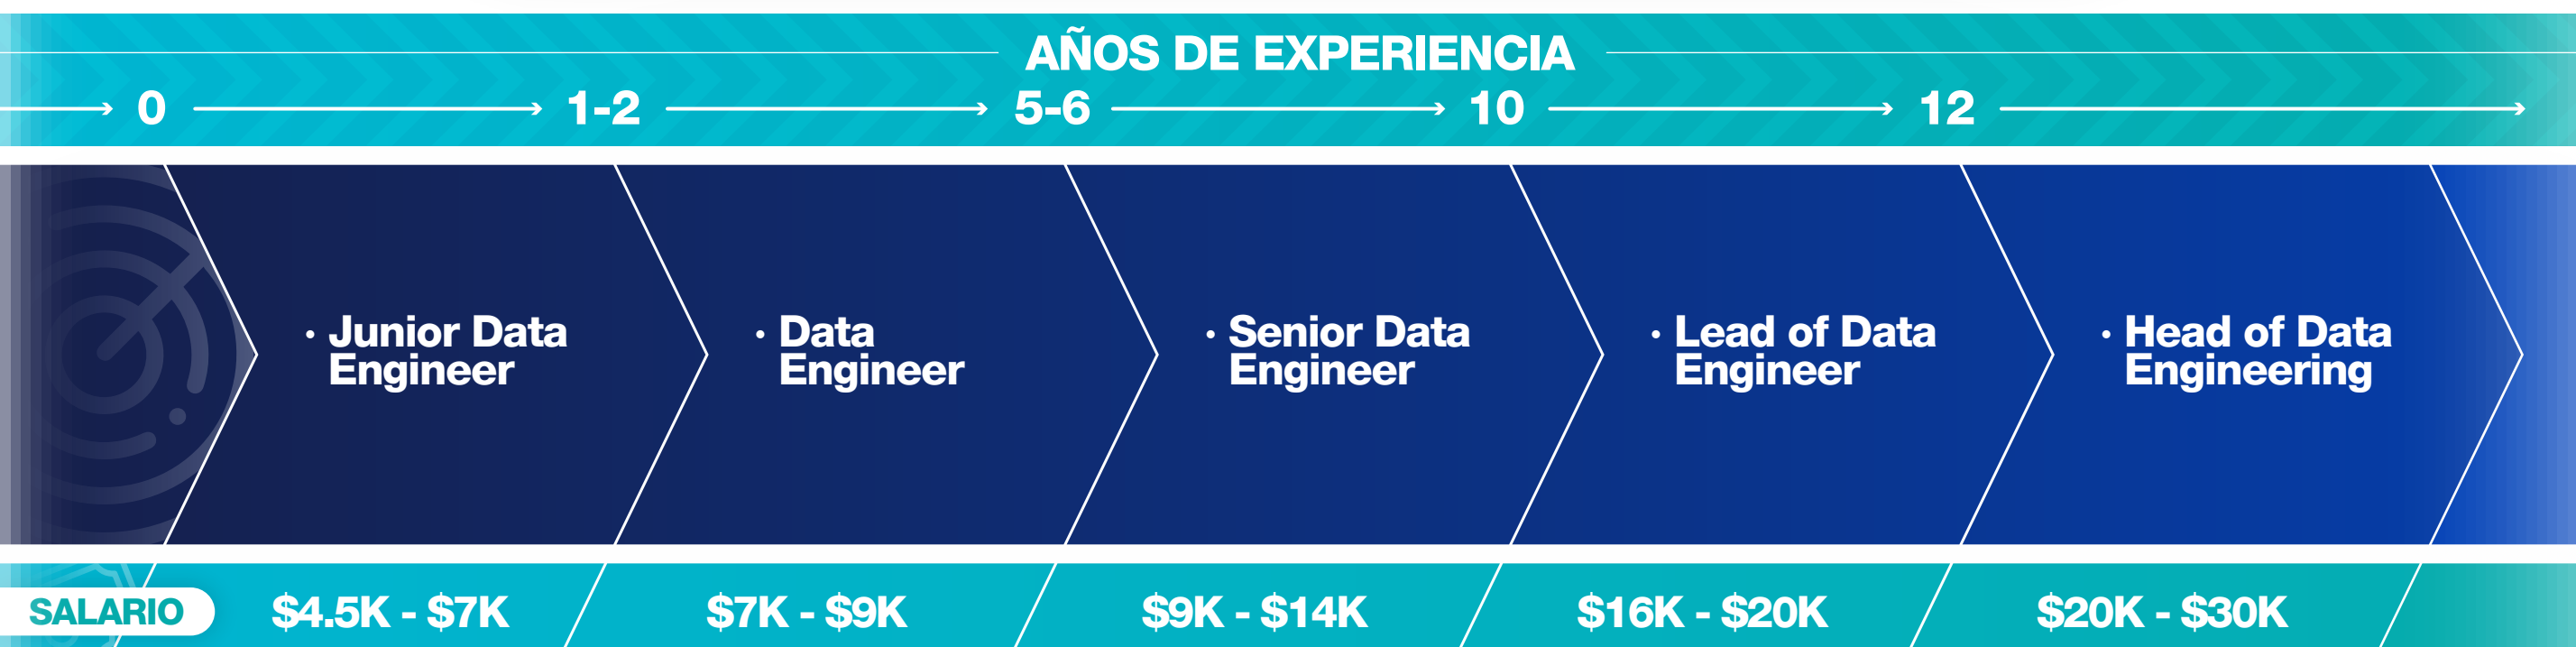 AÑOS DE EXPERIENCIA
0 1-2 5-6 10 12
· Junior Data
Engineer
· Data
Engineer
· Senior Data
Engineer
· Lead of Data
Engineer
· Head of Data
Engineering
SALARIO $4.5K - $7K $7K - $9K $9K - $14K $16K - $20K $20K - $30K